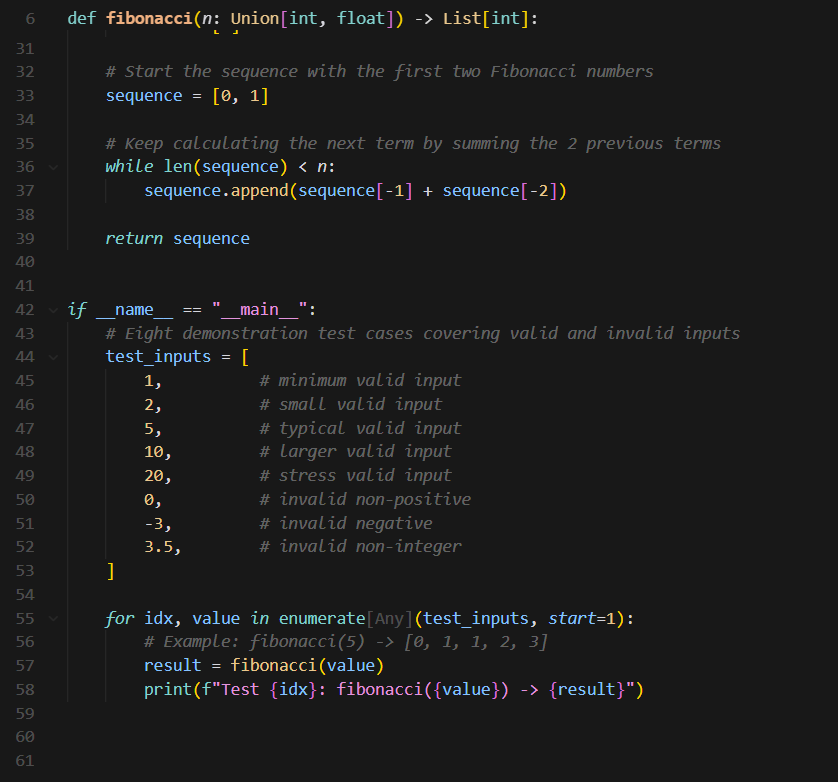 6 def fibonacci(n: Union[int, float]) -> List[int]:
31
32 # Start the sequence with the first two Fibonacci numbers
33 sequence = [0, 1]
34
35 # Keep calculating the next term by summing the 2 previous terms
36 while len(sequence) < n:
37 sequence.append(sequence[-1] + sequence[-2])
38
39 return sequence
40
41
42 if __name__ == "__main__":
43 # Eight demonstration test cases covering valid and invalid inputs
44 test_inputs = [
45 1, # minimum valid input
46 2, # small valid input
47 5, # typical valid input
48 10, # larger valid input
49 20, # stress valid input
50 0, # invalid non-positive
51 -3, # invalid negative
52 3.5, # invalid non-integer
53 ]
54
55 for idx, value in enumerate[Any](test_inputs, start=1):
56 # Example: fibonacci(5) -> [0, 1, 1, 2, 3]
57 result = fibonacci(value)
58 print(f"Test {idx}: fibonacci({value}) -> {result}")
59
60
61